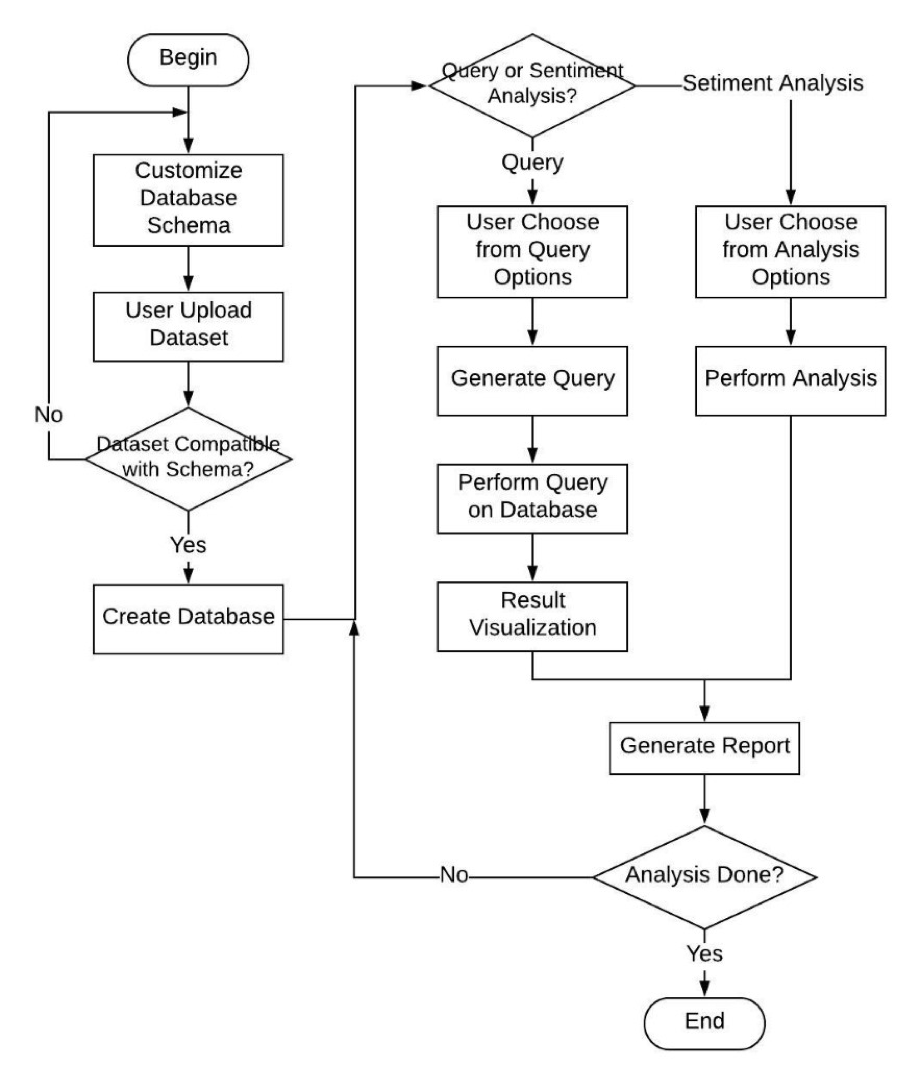 Begin
Customize
Database
Schema
User Upload
Dataset
No
Dataset Compatible
with Schema?
Yes
Create Database
Query or Sentiment
Analysis?
Setiment Analysis
Query
User Choose
from Query
Options
User Choose
from Analysis
Options
Generate Query
Perform Analysis
Perform Query
on Database
Result
Visualization
Generate Report
Analysis Done?
No
Yes
End